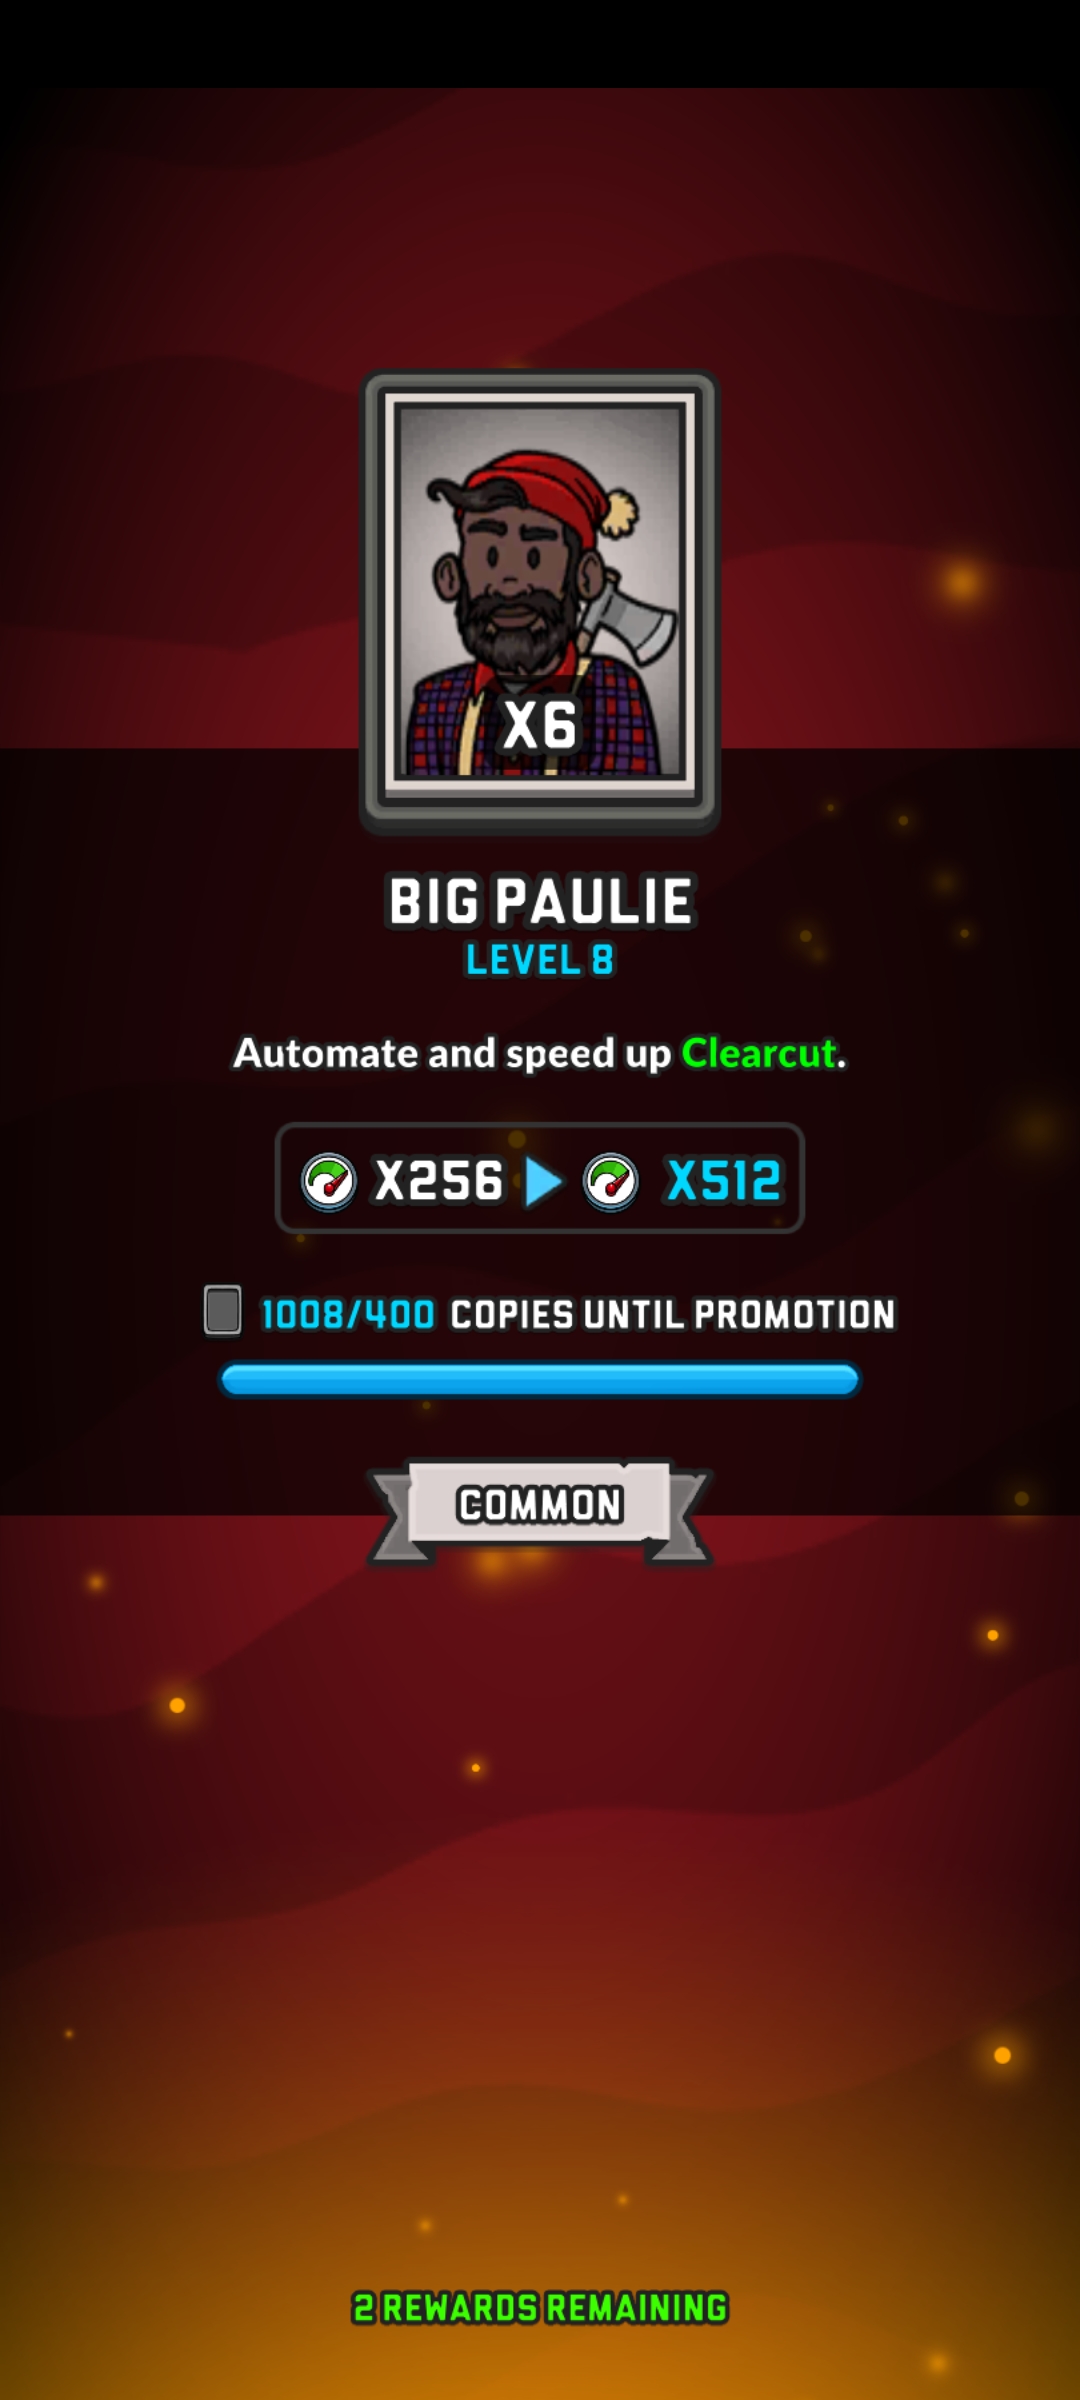 X6
BIG PAULIE
LEVEL 8
Automate and speed up Clearcut.
X256 X512
1008/400 COPIES UNTIL PROMOTION
COMMON
2 REWARDS REMAINING